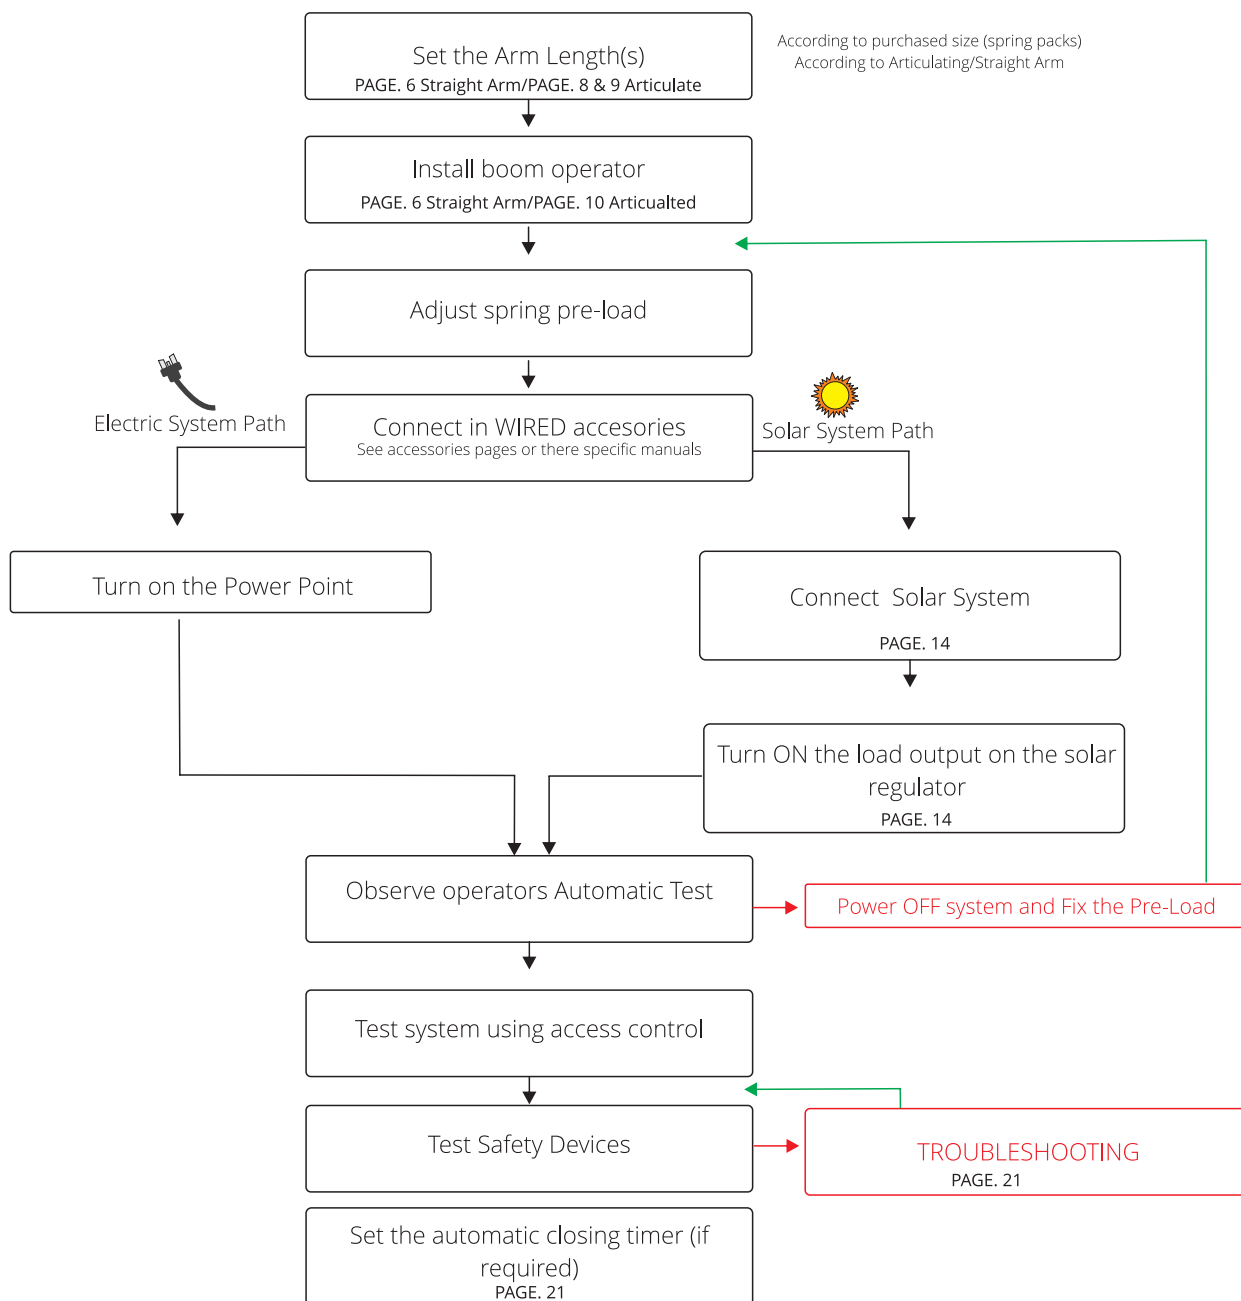 Set the Arm Length(s)
PAGE. 6 Straight Arm/PAGE. 8 & 9 Articulate
According to purchased size (spring packs)
According to Articulating/Straight Arm
Install boom operator
PAGE. 6 Straight Arm/PAGE. 10 Articualted
Adjust spring pre-load
Electric System Path
Connect in WIRED accesories
See accessories pages or there specific manuals
Solar System Path
Turn on the Power Point
Connect Solar System
PAGE. 14
Turn ON the load output on the solar
regulator
PAGE. 14
Observe operators Automatic Test
Power OFF system and Fix the Pre-Load
Test system using access control
Test Safety Devices
TROUBLESHOOTING
PAGE. 21
Set the automatic closing timer (if
required)
PAGE. 21